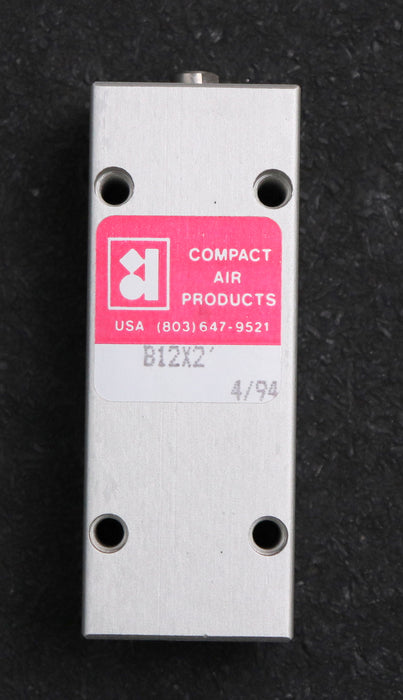 COMPACT
AIR
PRODUCTS
USA (803) 647-9521
B12X2'
4/94